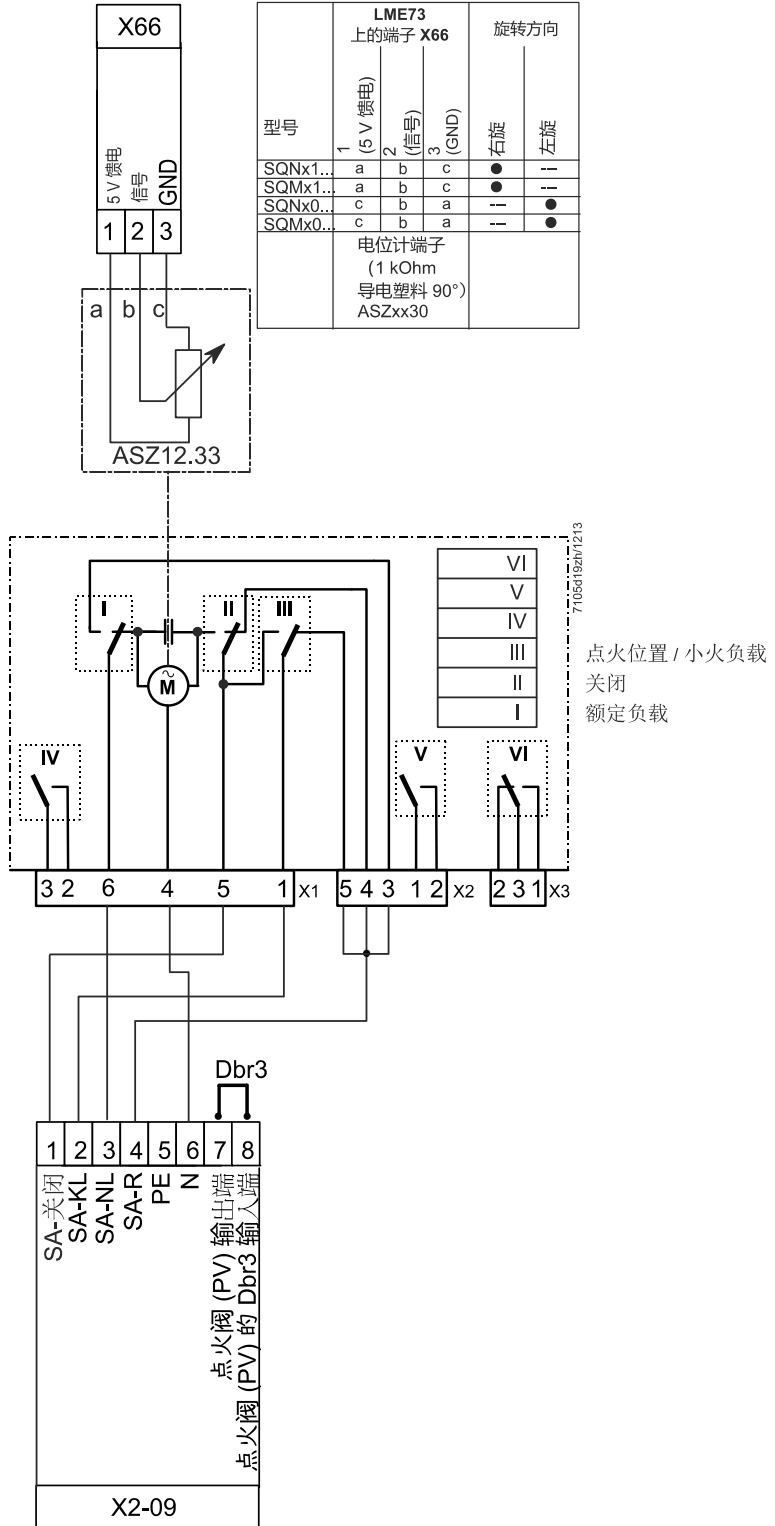 X66
5 V 馈电
信号
GND
1 2 3
a b c
ASZ12.33
LME73
上的端子 X66
旋转方向
型号
1 (5 V 馈电)
2 (信号)
3 (GND)
右旋
左旋
SQNx1... a b c ● ---
SQMx1... a b c ● ---
SQNx0... c b a --- ●
SQMx0... c b a --- ●
电位计端子
(1 kOhm
导电塑料 90°)
ASZxx30
7105d19zh/1213
VI
V
IV
III 点火位置 / 小火负载
II 关闭
I 额定负载
I
II
III
~
M
IV
V
VI
3 2 6 4 5 1 X1
5 4 3 1 2 X2
2 3 1 X3
Dbr3
1 2 3 4 5 6 7 8
SA-关闭
SA-KL
SA-NL
SA-R
PE
N
点火阀 (PV) 输出端
点火阀 (PV) 的 Dbr3 输入端
X2-09